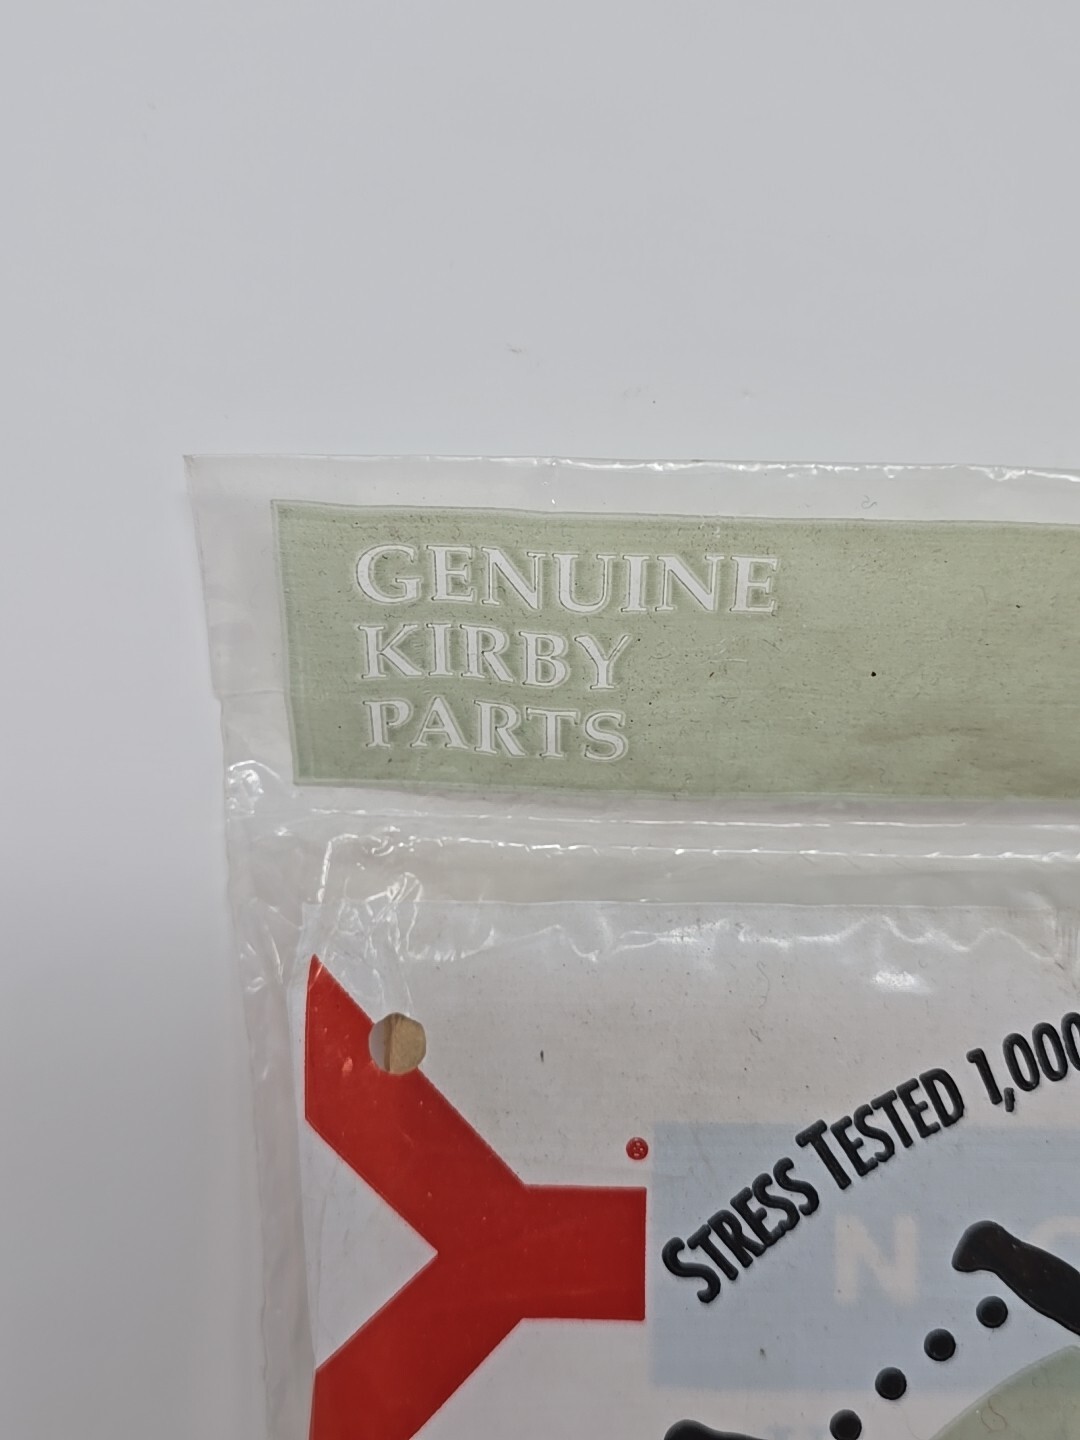 GENUINE
KIRBY
PARTS
STRESS TESTED 1,000
Y
N